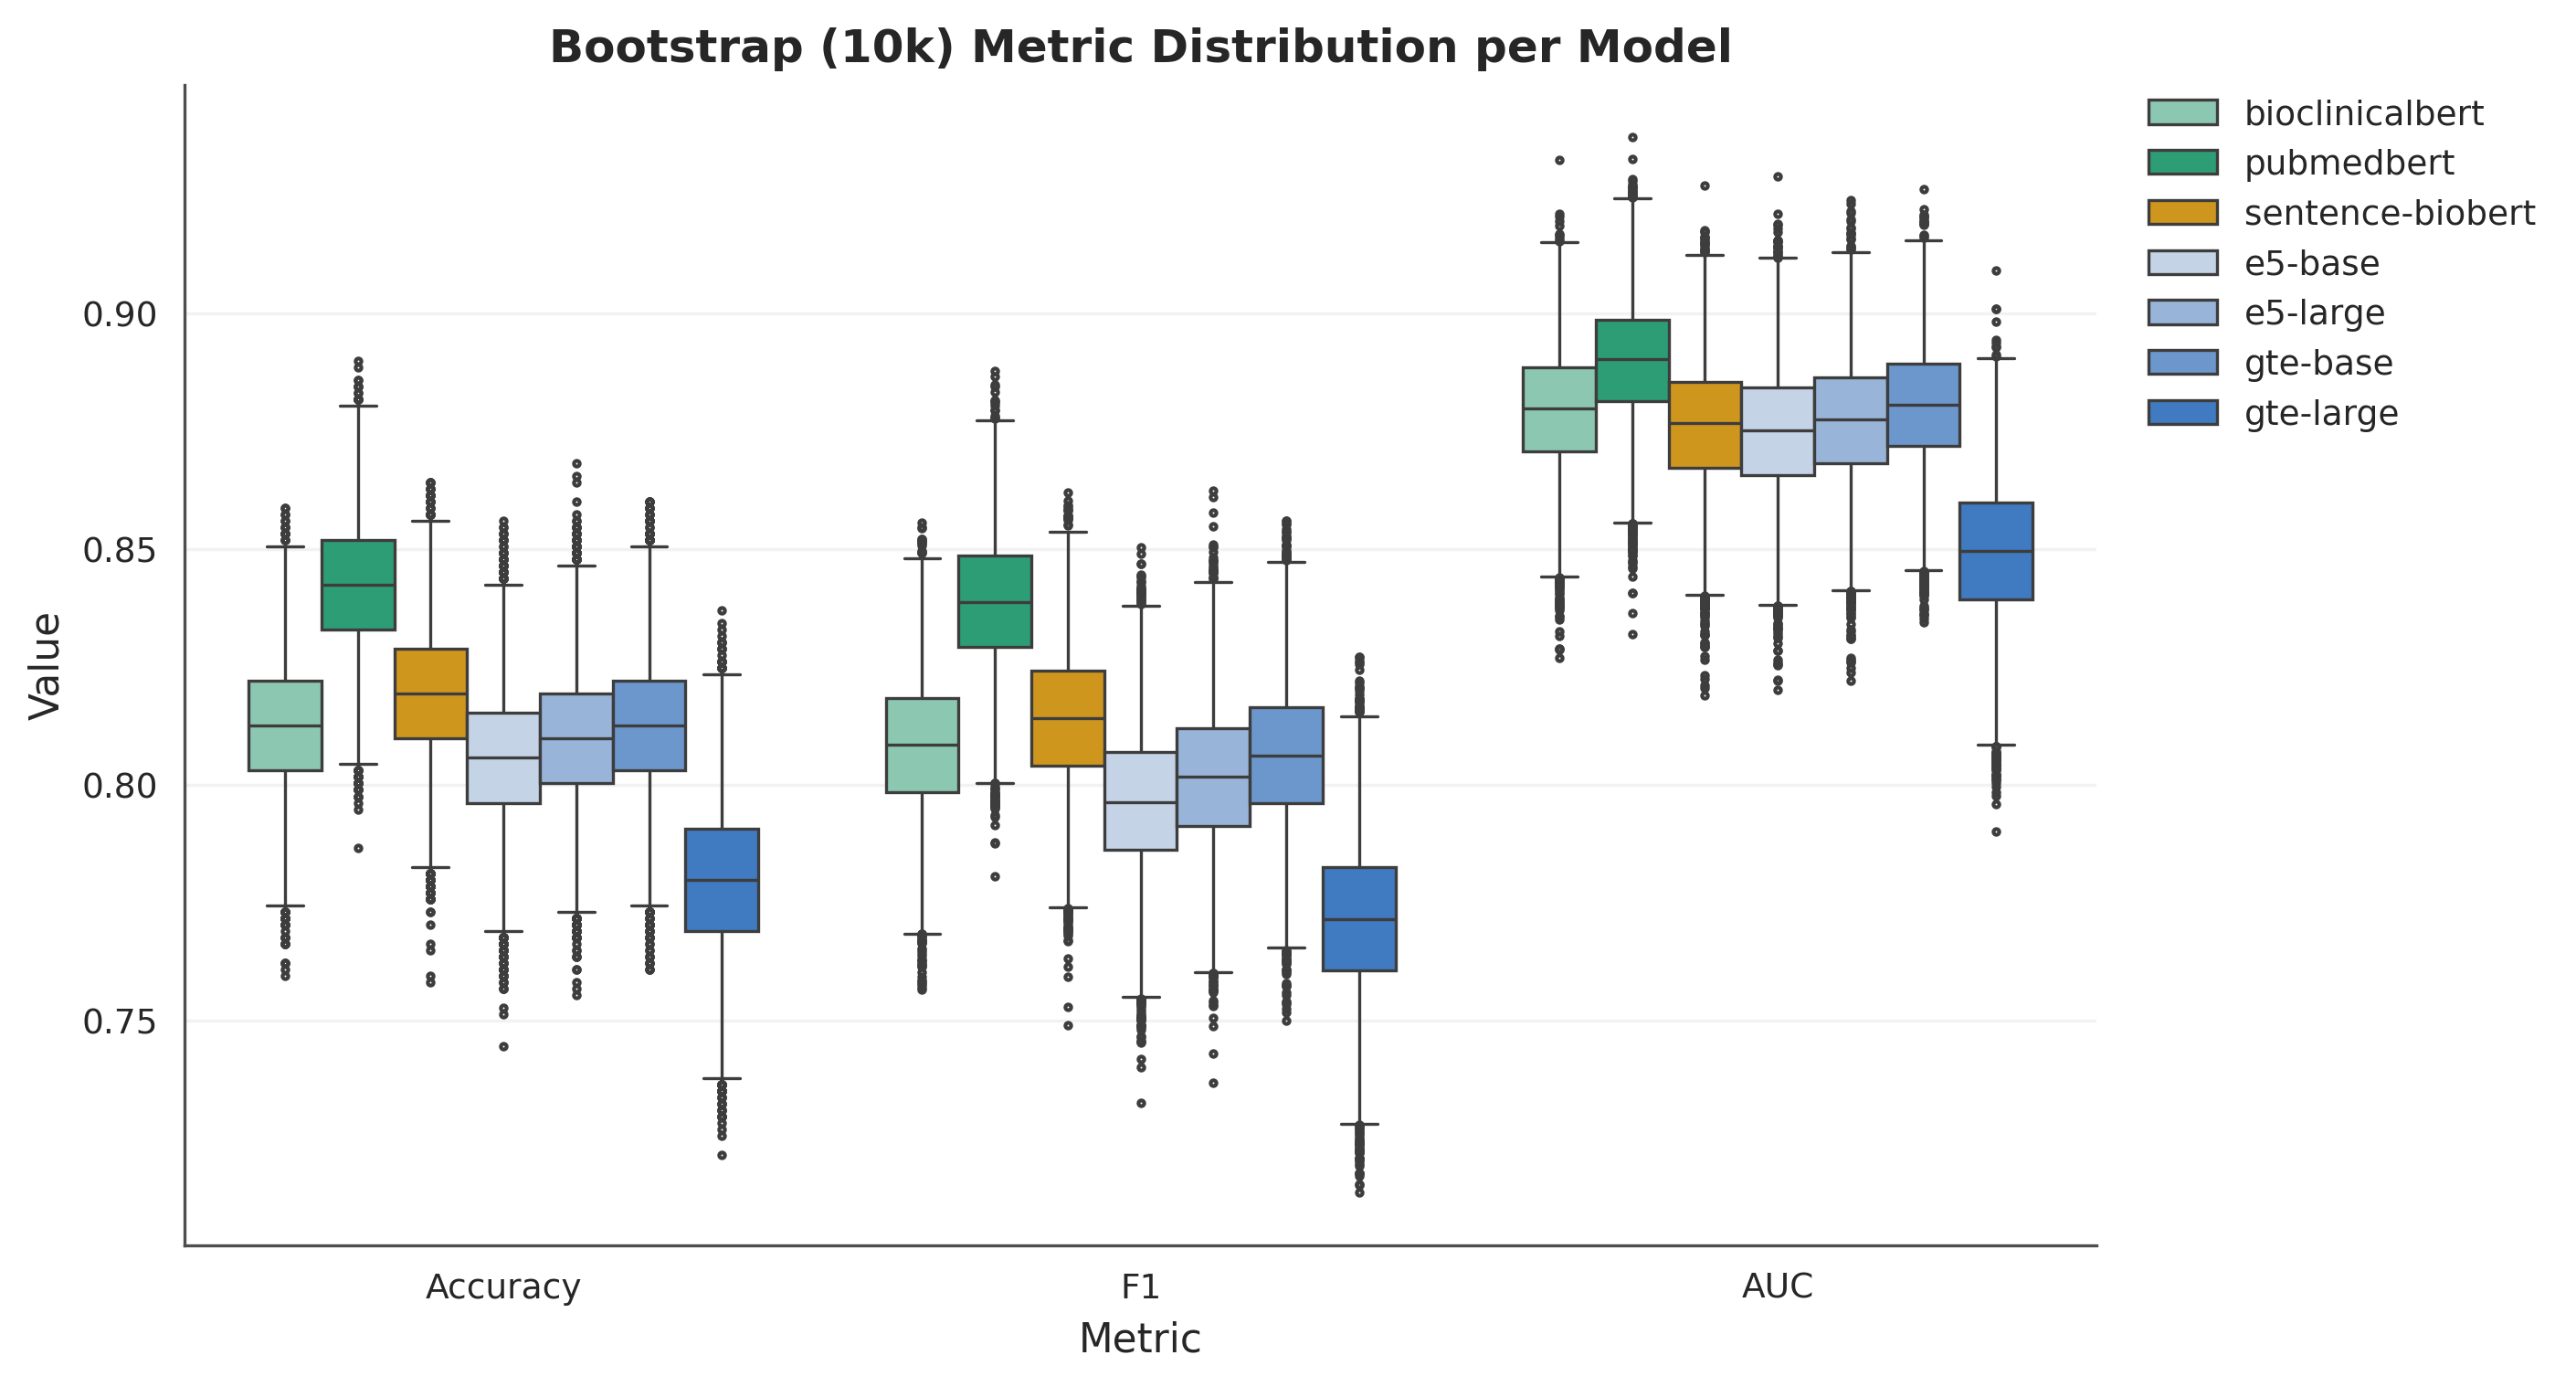 Bootstrap (10k) Metric Distribution per Model
bioclinicalbert
pubmedbert
sentence-biobert
e5-base
e5-large
gte-base
gte-large
Value
0.90
0.85
0.80
0.75
Accuracy
F1
AUC
Metric